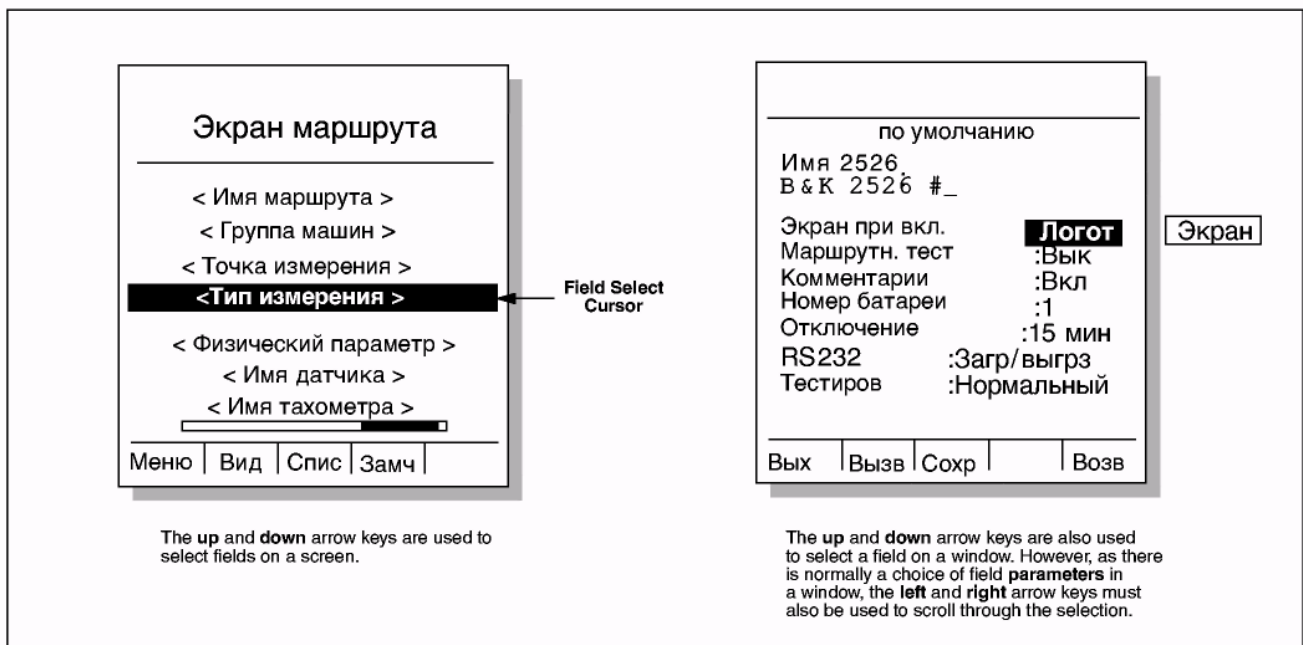 Экран маршрута
< Имя маршрута >
< Группа машин >
< Точка измерения >
<Тип измерения >
< Физический параметр >
< Имя датчика >
< Имя тахометра >
Меню Вид Спис Замч
Field Select
Cursor
The up and down arrow keys are used to
select fields on a screen.
по умолчанию
Имя 2526.
B&K 2526 #_
Экран при вкл. Логот
Маршрутн. тест :Вык
Комментарии :Вкл
Номер батареи :1
Отключение :15 мин
RS232 :Загр/выгрз
Тестиров :Нормальный
Вых Вызв Сохр Возв
Экран
The up and down arrow keys are also used
to select a field on a window. However, as there
is normally a choice of field parameters in
a window, the left and right arrow keys must
also be used to scroll through the selection.